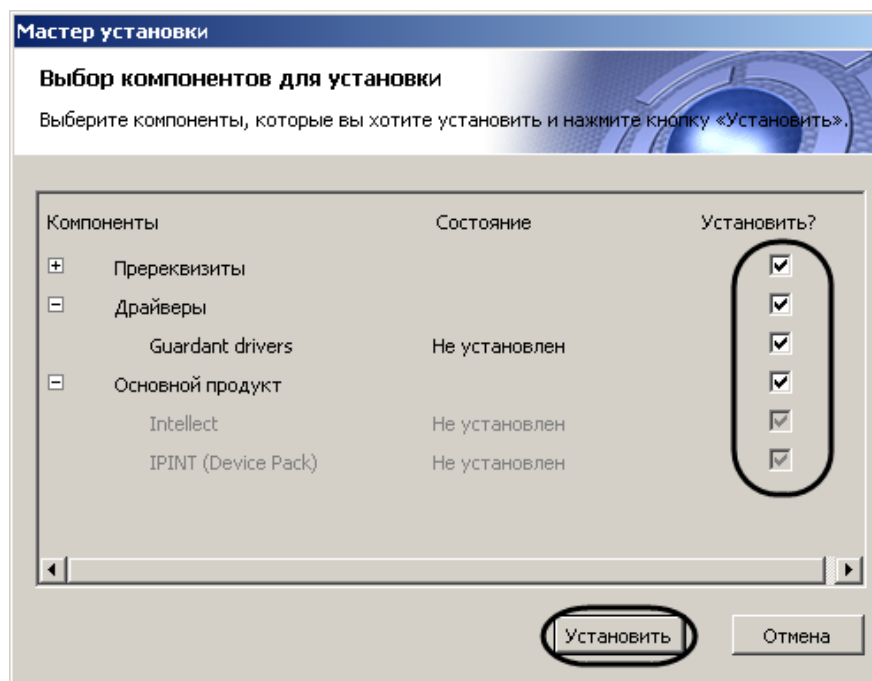 Мастер установки
Выбор компонентов для установки
Выберите компоненты, которые вы хотите установить и нажмите кнопку «Установить».
Компоненты Состояние Установить?
Пререквизиты
Драйверы
Guardant drivers Не установлен
Основной продукт
Intellect Не установлен
IPINT (Device Pack) Не установлен
Установить Отмена